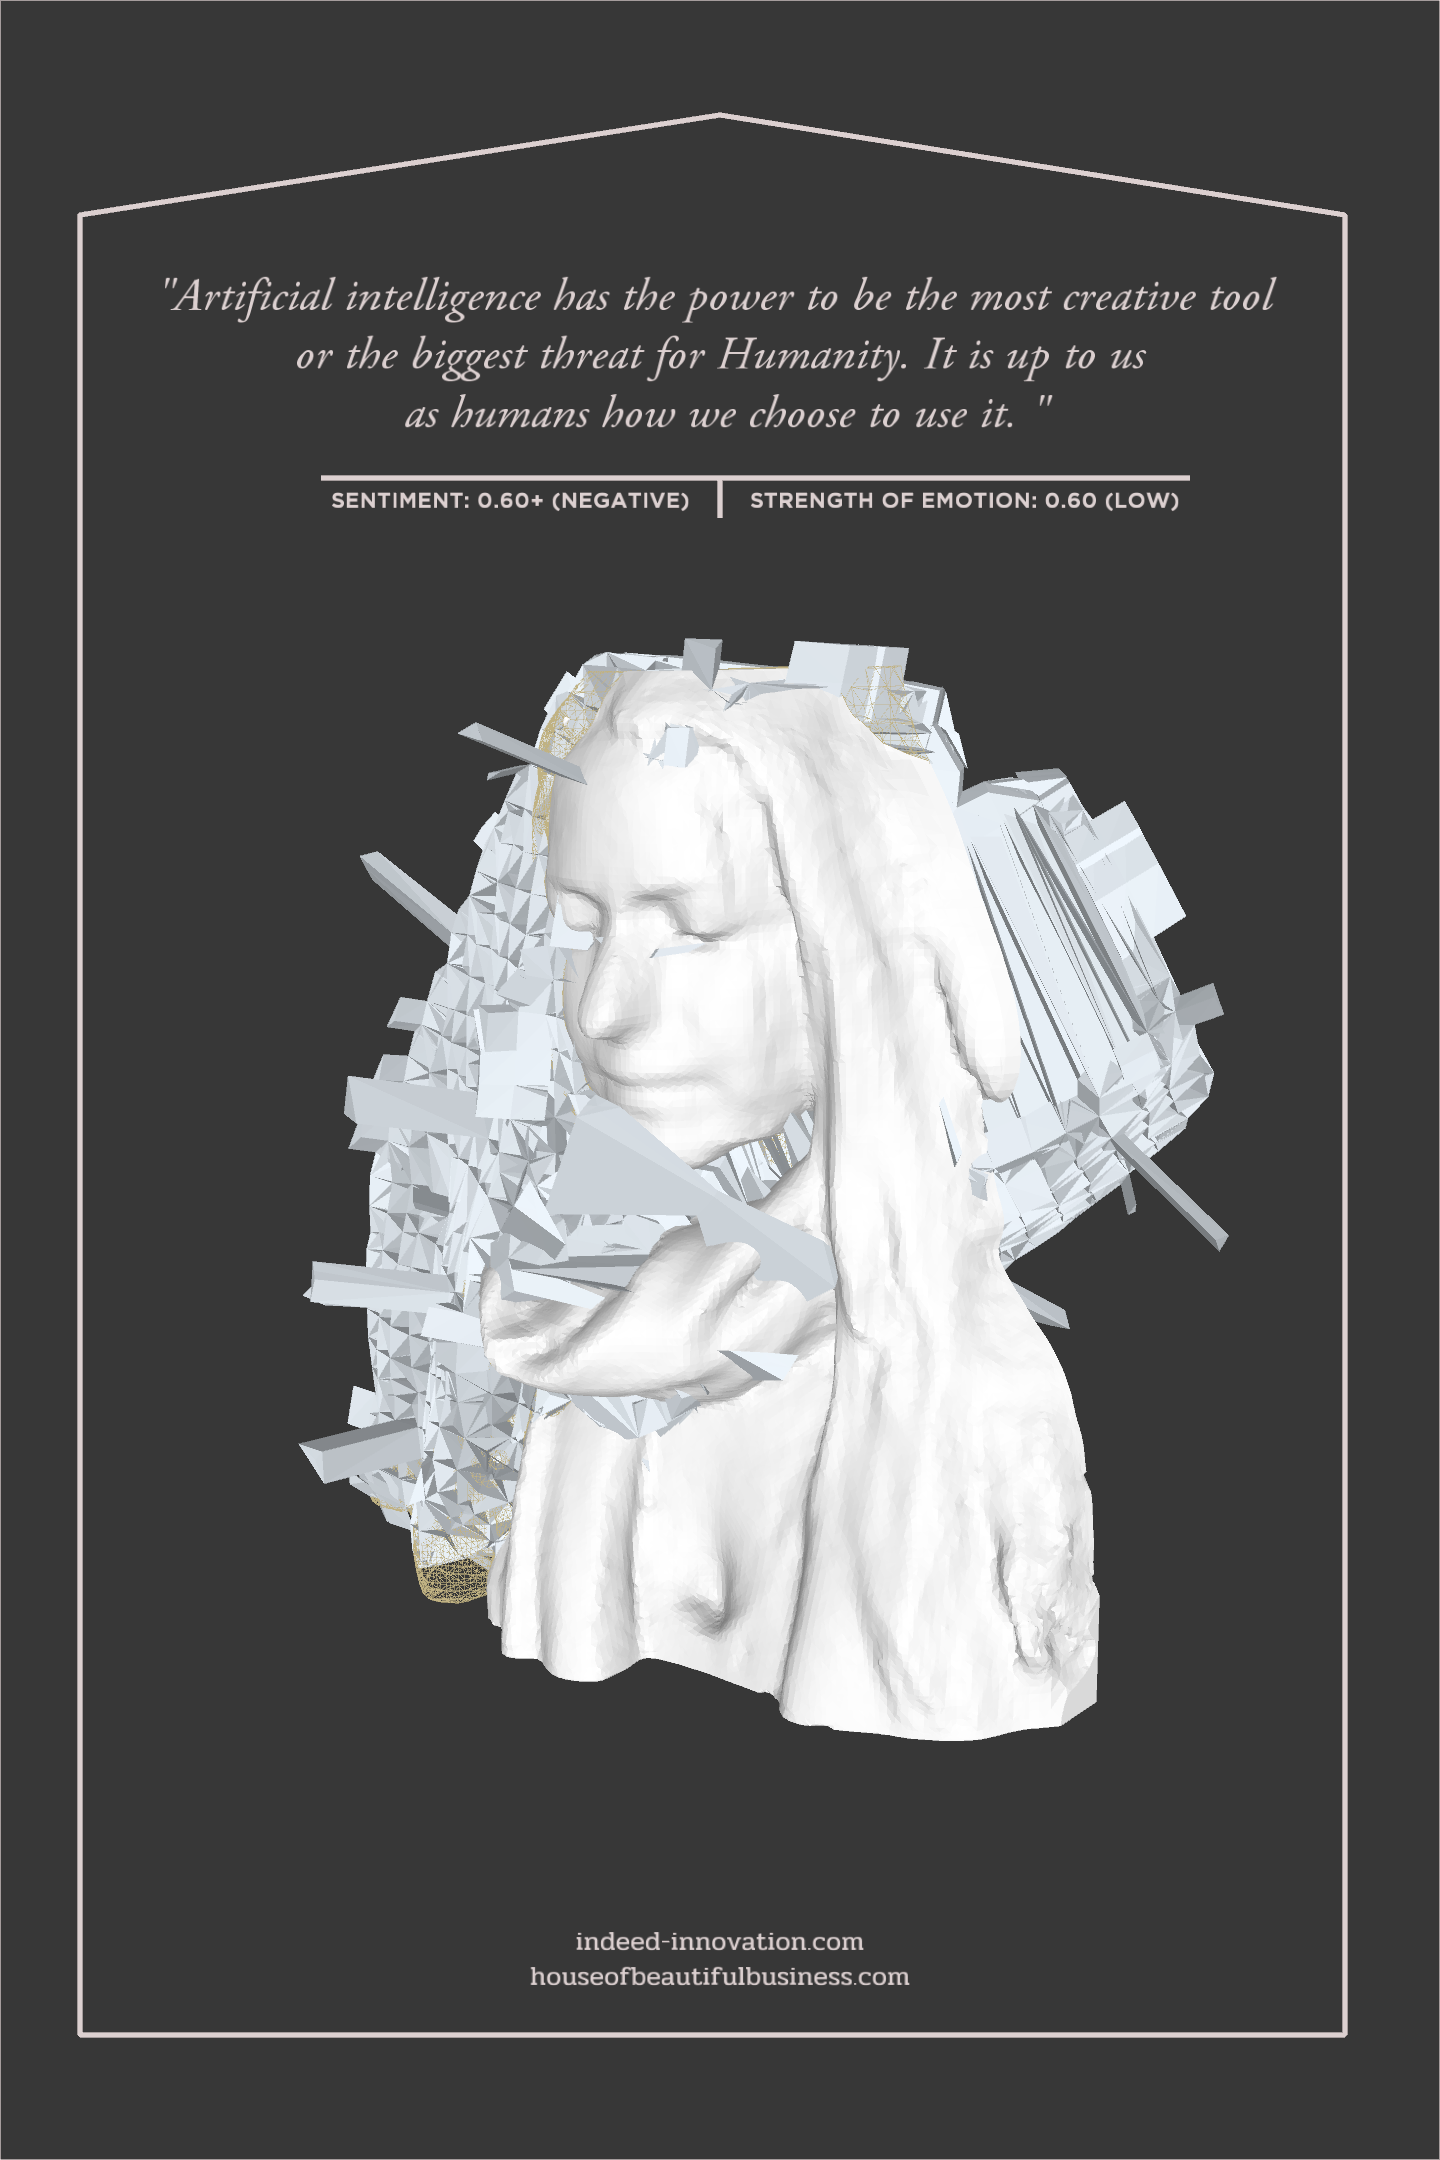 "Artificial intelligence has the power to be the most creative tool
or the biggest threat for Humanity. It is up to us
as humans how we choose to use it. "
SENTIMENT: 0.60+ (NEGATIVE)
STRENGTH OF EMOTION: 0.60 (LOW)
indeed-innovation.com
houseofbeautifulbusiness.com